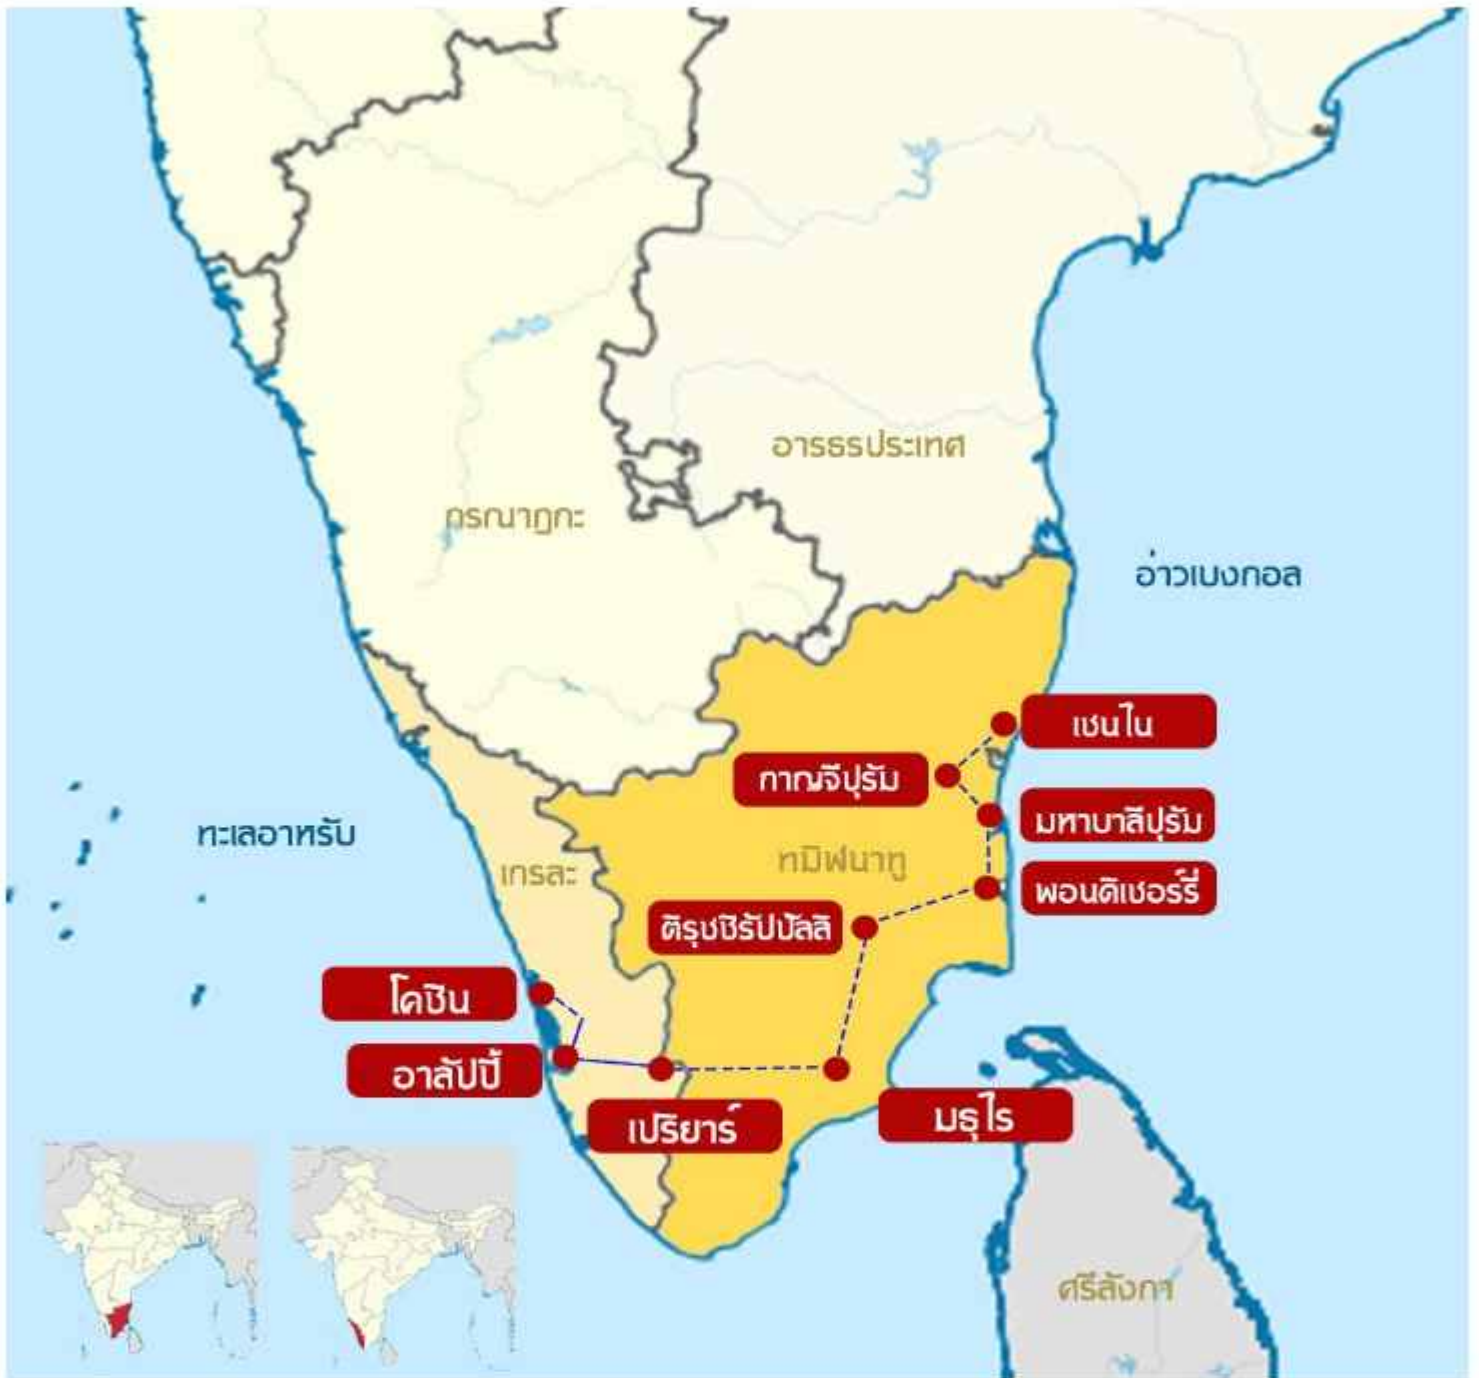 อารธรประเทศ
กรณาฏกะ
อ่าวเบงกอล
เชนไน
กาญจีปุรัม
มหาบาลีปุรัม
ทะเลอาหรับ
ทมิฬนาทู
เกรละ
พอนดิเชอร์รี่
ติรุชชิรัปปัลลิ
โคชิน
อาลัปปี้
เปริยาร์
มธุไร
ศรีลังกา